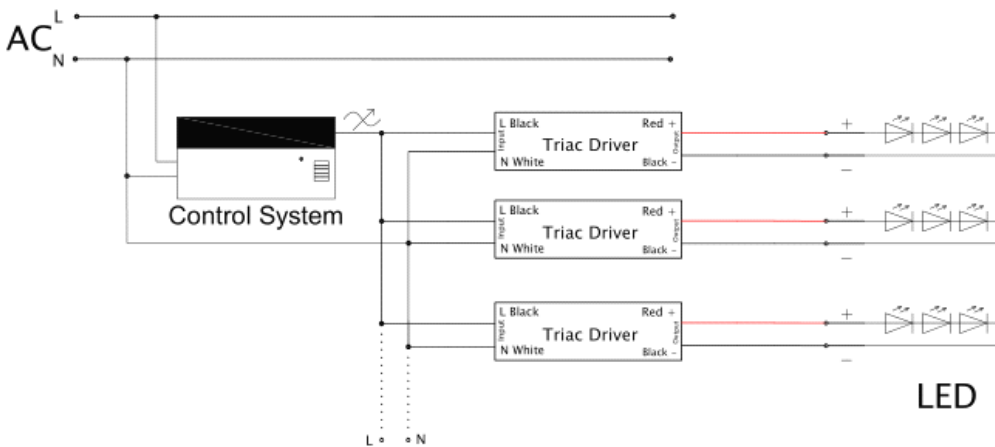 AC
L
N
Control System
L Black
Red +
Input
Triac Driver
Output
N White
Black -
+
-
L Black
Red +
Input
Triac Driver
Output
N White
Black -
+
-
L Black
Red +
Input
Triac Driver
Output
N White
Black -
+
-
LED
L
N